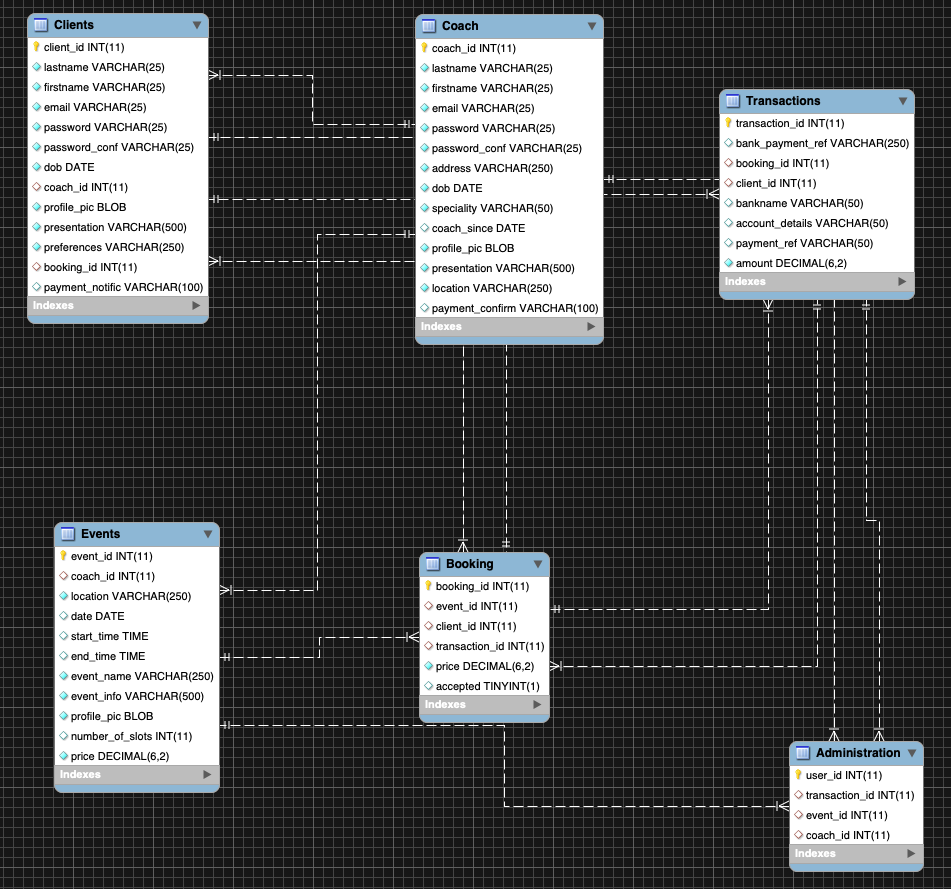 Clients
client_id INT(11)
lastname VARCHAR(25)
firstname VARCHAR(25)
email VARCHAR(25)
password VARCHAR(25)
password_conf VARCHAR(25)
dob DATE
coach_id INT(11)
profile_pic BLOB
presentation VARCHAR(500)
preferences VARCHAR(250)
booking_id INT(11)
payment_notific VARCHAR(100)
Indexes
Coach
coach_id INT(11)
lastname VARCHAR(25)
firstname VARCHAR(25)
email VARCHAR(25)
password VARCHAR(25)
password_conf VARCHAR(25)
address VARCHAR(250)
dob DATE
speciality VARCHAR(50)
coach_since DATE
profile_pic BLOB
presentation VARCHAR(500)
location VARCHAR(250)
payment_confirm VARCHAR(100)
Indexes
Transactions
transaction_id INT(11)
bank_payment_ref VARCHAR(250)
booking_id INT(11)
client_id INT(11)
bankname VARCHAR(50)
account_details VARCHAR(50)
payment_ref VARCHAR(50)
amount DECIMAL(6,2)
Indexes
Events
event_id INT(11)
coach_id INT(11)
location VARCHAR(250)
date DATE
start_time TIME
end_time TIME
event_name VARCHAR(250)
event_info VARCHAR(500)
profile_pic BLOB
number_of_slots INT(11)
price DECIMAL(6,2)
Indexes
Booking
booking_id INT(11)
event_id INT(11)
client_id INT(11)
transaction_id INT(11)
price DECIMAL(6,2)
accepted TINYINT(1)
Indexes
Administration
user_id INT(11)
transaction_id INT(11)
event_id INT(11)
coach_id INT(11)
Indexes